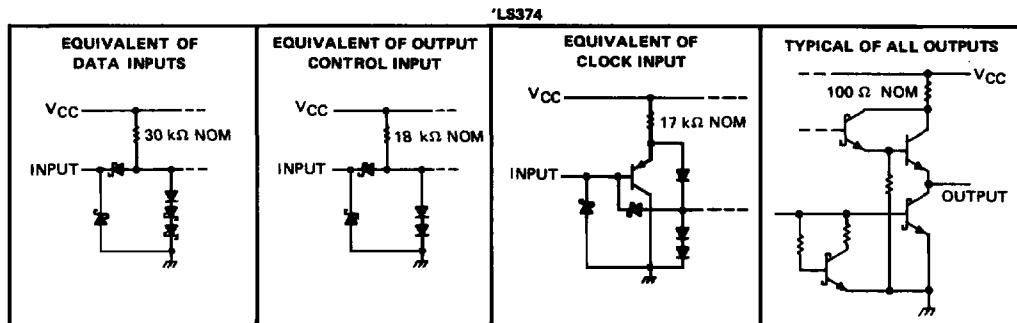 'LS374
EQUIVALENT OF
DATA INPUTS
VCC
30 kΩ NOM
INPUT
EQUIVALENT OF OUTPUT
CONTROL INPUT
VCC
18 kΩ NOM
INPUT
EQUIVALENT OF
CLOCK INPUT
VCC
17 kΩ NOM
INPUT
TYPICAL OF ALL OUTPUTS
VCC
100 Ω NOM
OUTPUT